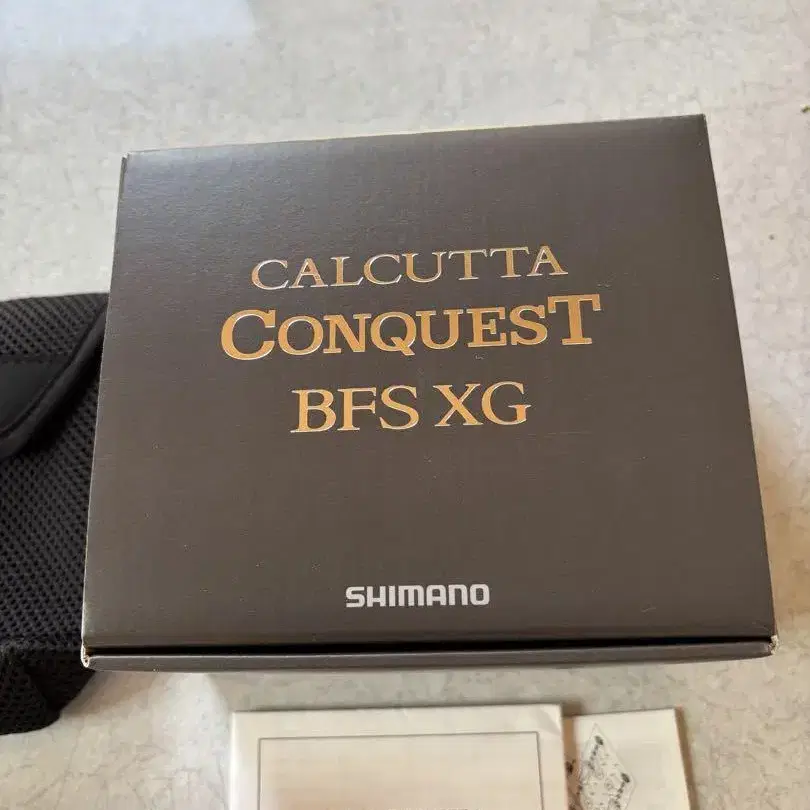 CALCUTTA
CONQUEST
BFS XG
SHIMANO